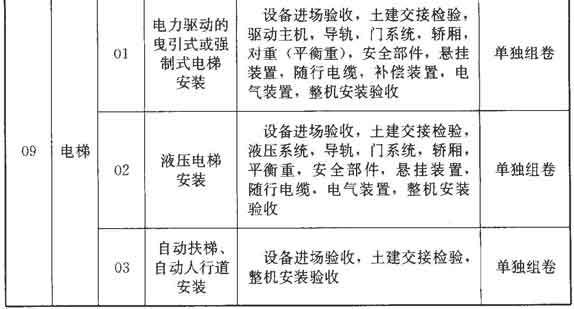 09
电梯
01
电力驱动的
曳引式或强
制式电梯
安装
设备进场验收，土建交接检验，
驱动主机，导轨，门系统，轿厢，
对重（平衡重），安全部件，悬挂
装置，随行电缆，补偿装置，电
气装置，整机安装验收
单独组卷
02
液压电梯
安装
设备进场验收，土建交接检验，
液压系统，导轨，门系统，轿厢，
平衡重，安全部件，悬挂装置，
随行电缆，电气装置，整机安装
验收
单独组卷
03
自动扶梯、
自动人行道
安装
设备进场验收，土建交接检验，
整机安装验收
单独组卷